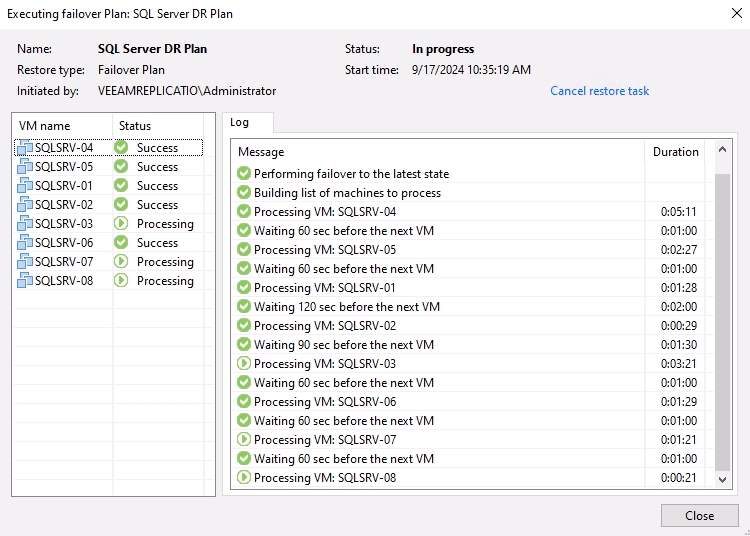 Executing failover Plan: SQL Server DR Plan
Name: SQL Server DR Plan Status: In progress
Restore type: Failover Plan Start time: 9/17/2024 10:35:19 AM
Initiated by: VEEAMREPLICATIO\Administrator Cancel restore task
VM name Status
SQLSRV-04 Success
SQLSRV-05 Success
SQLSRV-01 Success
SQLSRV-02 Success
SQLSRV-03 Processing
SQLSRV-06 Success
SQLSRV-07 Processing
SQLSRV-08 Processing
Log
Message Duration
Performing failover to the latest state
Building list of machines to process
Processing VM: SQLSRV-04 0:05:11
Waiting 60 sec before the next VM 0:01:00
Processing VM: SQLSRV-05 0:02:27
Waiting 60 sec before the next VM 0:01:00
Processing VM: SQLSRV-01 0:01:28
Waiting 120 sec before the next VM 0:02:00
Processing VM: SQLSRV-02 0:00:29
Waiting 90 sec before the next VM 0:01:30
Processing VM: SQLSRV-03 0:03:21
Waiting 60 sec before the next VM 0:01:00
Processing VM: SQLSRV-06 0:01:29
Waiting 60 sec before the next VM 0:01:00
Processing VM: SQLSRV-07 0:01:21
Waiting 60 sec before the next VM 0:01:00
Processing VM: SQLSRV-08 0:00:21
Close